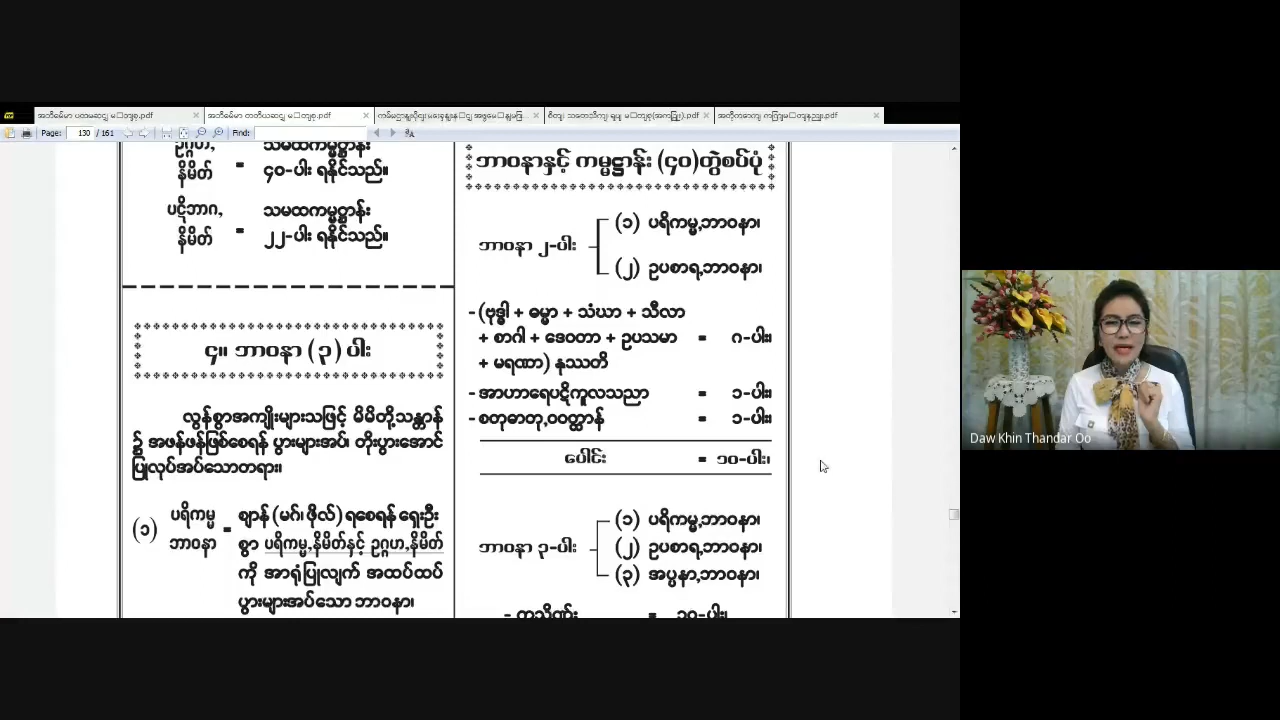 Page: 130 / 161 Find:
ဥဂ္ဂဟ, သမထကမ္မဋ္ဌာန်း
နိမိတ် = ၄၀-ပါး ရနိုင်သည်။
ပဋိဘာဂ, သမထကမ္မဋ္ဌာန်း
နိမိတ် = ၂၂-ပါး ရနိုင်သည်။
၄။ ဘာဝနာ (၃) ပါး
လွန်စွာအကျိုးများသဖြင့် မိမိတို့သန္တာန်
၌ အဖန်ဖန်ဖြစ်စေရန် ပွားများအပ်၊ တိုးပွားအောင်
ပြုလုပ်အပ်သောတရား။
(၁) ပရိကမ္မ ဘာဝနာ = ဈာန် (မဂ်၊ ဖိုလ်) ရစေရန် ရှေးဦး
စွာ ပရိကမ္မ,နိမိတ်နှင့် ဥဂ္ဂဟ,နိမိတ်
ကို အာရုံပြုလျက် အထပ်ထပ်
ပွားများအပ်သော ဘာဝနာ၊
ဘာဝနာနှင့် ကမ္မဋ္ဌာန်း (၄၀)တွဲစပ်ပုံ
(၁) ပရိကမ္မ,ဘာဝနာ၊
ဘာဝနာ ၂-ပါး
(၂) ဥပစာရ,ဘာဝနာ၊
- (ဗုဒ္ဓါ + ဓမ္မာ + သံဃာ + သီလာ
+ စာဂါ + ဒေဝတာ + ဥပသမာ = ၈-ပါး၊
+ မရဏာ) နုဿတိ
- အာဟာရေပဋိကူလသညာ = ၁-ပါး၊
- စတုဓာတု,ဝဝတ္ထာန် = ၁-ပါး၊
ပေါင်း = ၁၀-ပါး၊
(၁) ပရိကမ္မ,ဘာဝနာ၊
ဘာဝနာ ၃-ပါး (၂) ဥပစာရ,ဘာဝနာ၊
(၃) အပ္ပနာ,ဘာဝနာ၊
- ကသိုဏ်း = ၁၀-ပါး၊
Daw Khin Thandar Oo